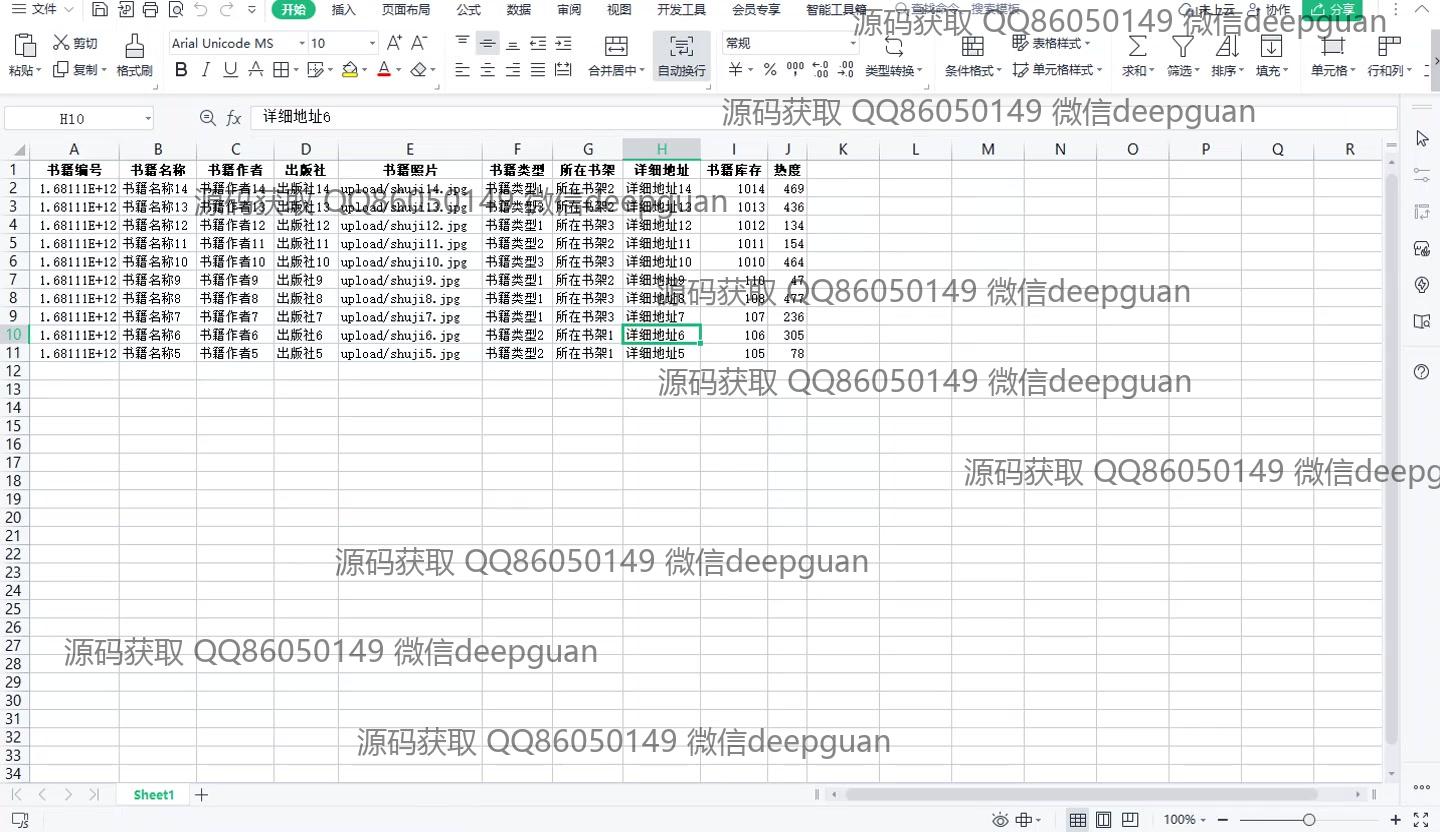 文件 开始 插入 页面布局 公式 数据 审阅 视图 开发工具 会员专享 智能工具箱 查找命令、搜索模板 未上云 协作 分享
源码获取 QQ86050149 微信deepguan
剪切 Arial Unicode MS 10 常规 表格样式
粘贴 复制 格式刷 B I U A 合并居中 自动换行 ¥ % 000 类型转换 条件格式 单元格样式 求和 筛选 排序 填充 单元格 行和列
源码获取 QQ86050149 微信deepguan
H10 fx 详细地址6
A B C D E F G H I J K L M N O P Q R
1 书籍编号 书籍名称 书籍作者 出版社 书籍照片 书籍类型 所在书架 详细地址 书籍库存 热度
2 1.68111E+12 书籍名称14 书籍作者14 出版社14 upload/shuji14.jpg 书籍类型1 所在书架2 详细地址14 1014 469
源码获取 QQ86050149 微信deepguan
3 1.68111E+12 书籍名称13 书籍作者13 出版社13 upload/shuji13.jpg 书籍类型3 所在书架2 详细地址13 1013 436
4 1.68111E+12 书籍名称12 书籍作者12 出版社12 upload/shuji12.jpg 书籍类型1 所在书架3 详细地址12 1012 134
5 1.68111E+12 书籍名称11 书籍作者11 出版社11 upload/shuji11.jpg 书籍类型2 所在书架2 详细地址11 1011 154
6 1.68111E+12 书籍名称10 书籍作者10 出版社10 upload/shuji10.jpg 书籍类型3 所在书架3 详细地址10 1010 464
7 1.68111E+12 书籍名称9 书籍作者9 出版社9 upload/shuji9.jpg 书籍类型1 所在书架2 详细地址9 110 47
源码获取 QQ86050149 微信deepguan
8 1.68111E+12 书籍名称8 书籍作者8 出版社8 upload/shuji8.jpg 书籍类型1 所在书架3 详细地址8 108 477
9 1.68111E+12 书籍名称7 书籍作者7 出版社7 upload/shuji7.jpg 书籍类型1 所在书架3 详细地址7 107 236
10 1.68111E+12 书籍名称6 书籍作者6 出版社6 upload/shuji6.jpg 书籍类型2 所在书架1 详细地址6 106 305
11 1.68111E+12 书籍名称5 书籍作者5 出版社5 upload/shuji5.jpg 书籍类型2 所在书架1 详细地址5 105 78
12
源码获取 QQ86050149 微信deepguan
13
14
15
16
17
源码获取 QQ86050149 微信deepg
18
19
20
21
22
源码获取 QQ86050149 微信deepguan
23
24
25
26
27
源码获取 QQ86050149 微信deepguan
28
29
30
31
32
源码获取 QQ86050149 微信deepguan
33
34
Sheet1
100%